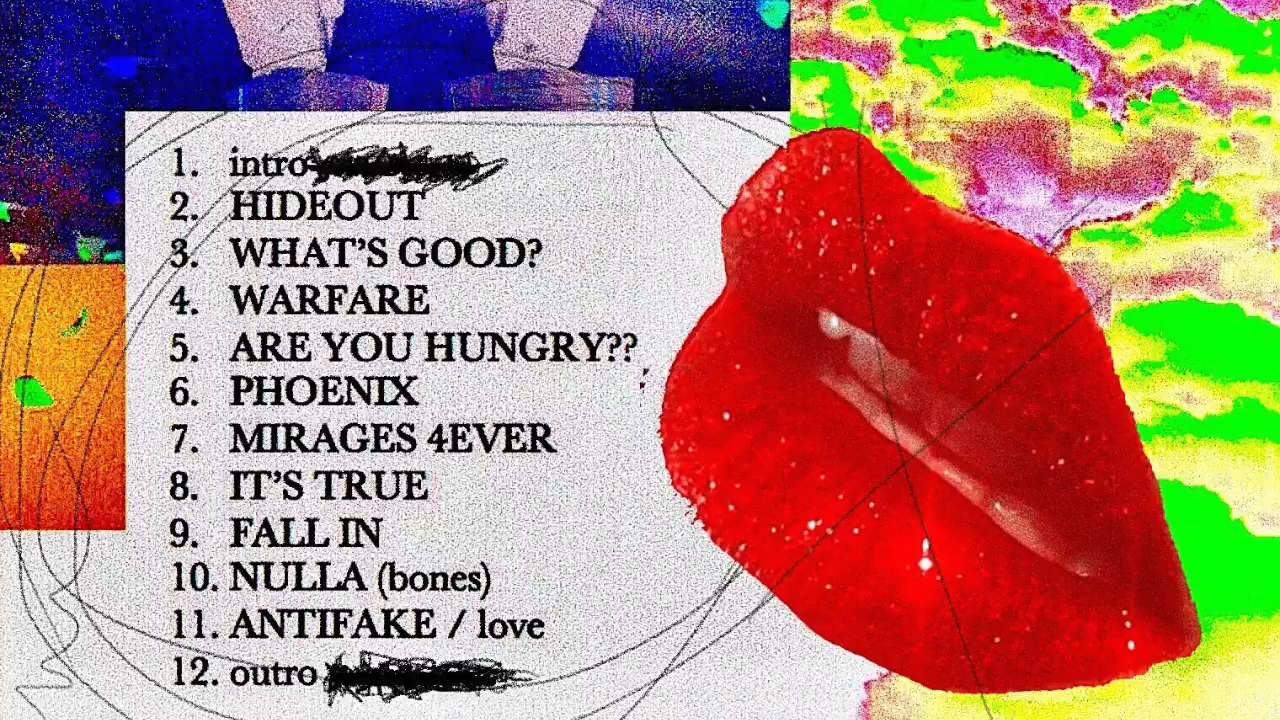 1. intro
2. HIDEOUT
3. WHAT'S GOOD?
4. WARFARE
5. ARE YOU HUNGRY??
6. PHOENIX
7. MIRAGES 4EVER
8. IT'S TRUE
9. FALL IN
10. NULLA (bones)
11. ANTIFAKE / love
12. outro